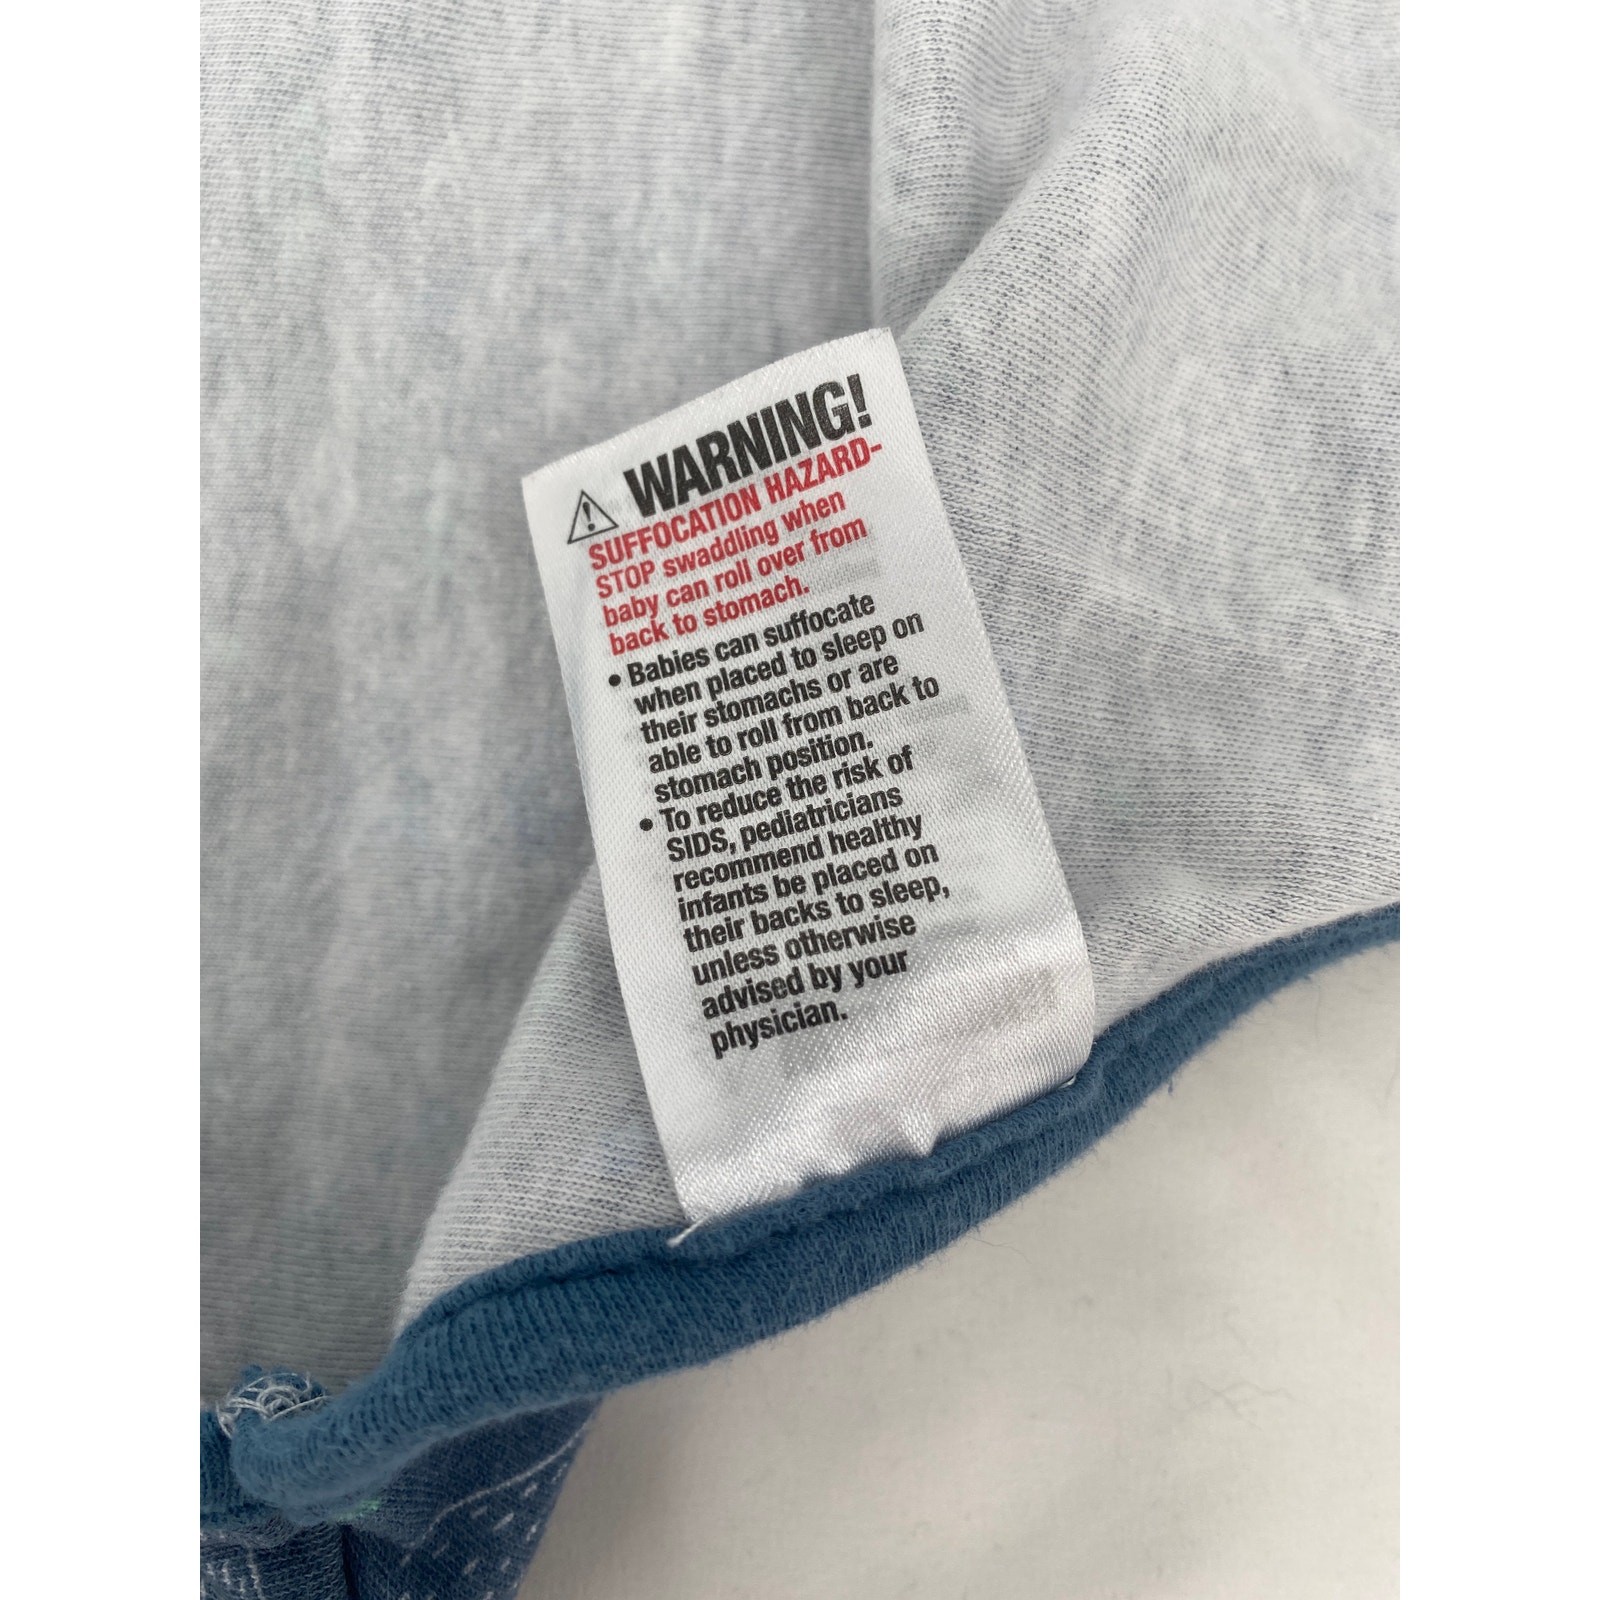 WARNING!
SUFFOCATION HAZARD-
STOP swaddling when
baby can roll over from
back to stomach.
• Babies can suffocate
when placed to sleep on
their stomachs or are
able to roll from back to
stomach position.
• To reduce the risk of
SIDS, pediatricians
recommend healthy
infants be placed on
their backs to sleep,
unless otherwise
advised by your
physician.